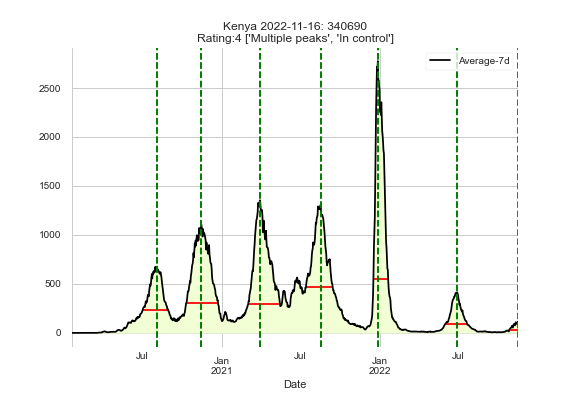 Kenya 2022-11-16: 340690
Rating:4 ['Multiple peaks', 'In control']
Average-7d
2500
2000
1500
1000
500
0
Jul
Jan
2021
Jul
Jan
2022
Jul
Date